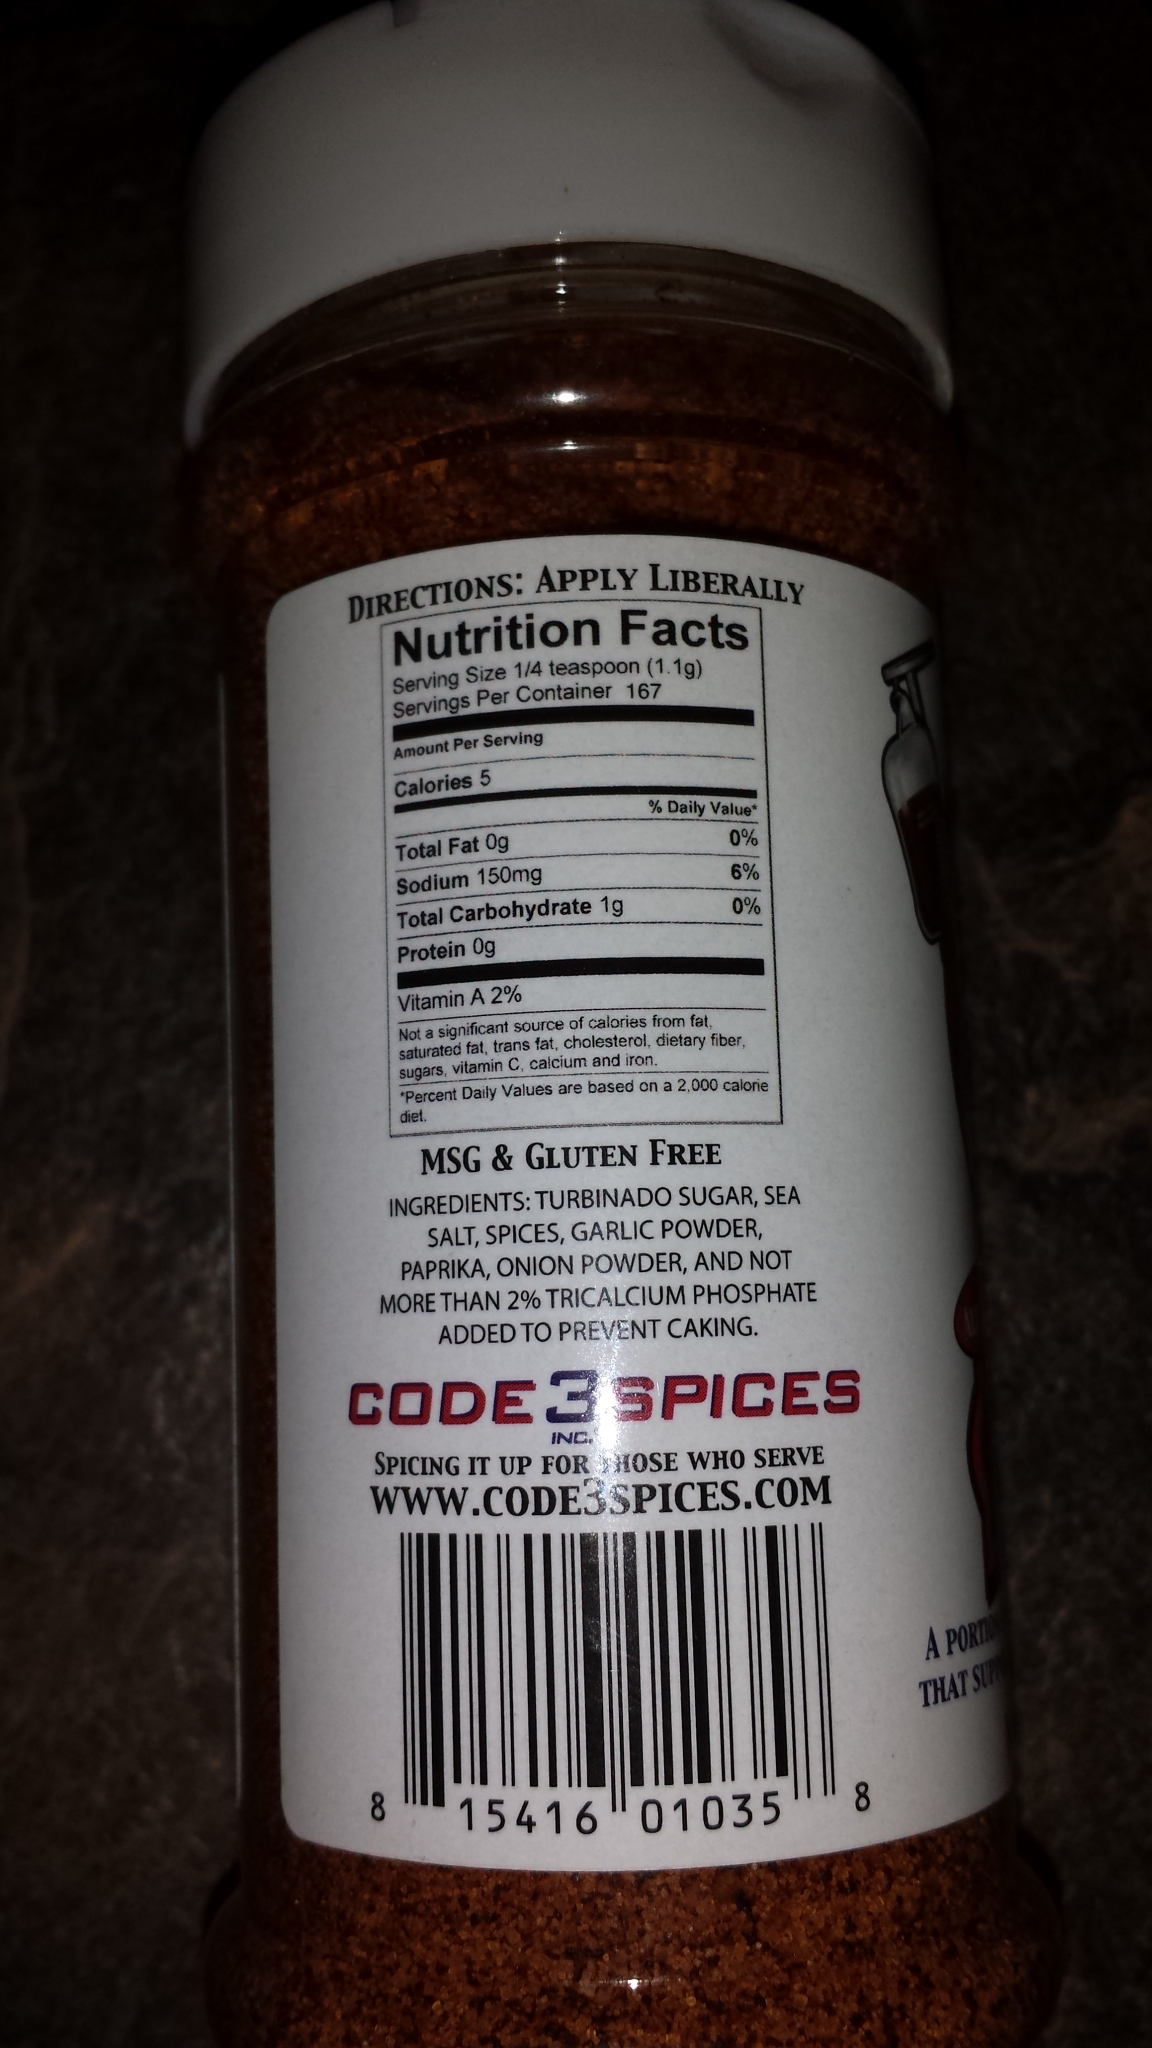 DIRECTIONS: APPLY LIBERALLY
Nutrition Facts
Serving Size 1/4 teaspoon (1.1g)
Servings Per Container 167
Amount Per Serving
Calories 5
% Daily Value*
Total Fat 0g 0%
Sodium 150mg 6%
Total Carbohydrate 1g 0%
Protein 0g
Vitamin A 2%
Not a significant source of calories from fat,
saturated fat, trans fat, cholesterol, dietary fiber,
sugars, vitamin C, calcium and iron.
*Percent Daily Values are based on a 2,000 calorie
diet.
MSG & GLUTEN FREE
INGREDIENTS: TURBINADO SUGAR, SEA
SALT, SPICES, GARLIC POWDER,
PAPRIKA, ONION POWDER, AND NOT
MORE THAN 2% TRICALCIUM PHOSPHATE
ADDED TO PREVENT CAKING.
CODE 3 SPICES
INC.
SPICING IT UP FOR THOSE WHO SERVE
WWW.CODE3SPICES.COM
8 15416 01035 8
A
THAT